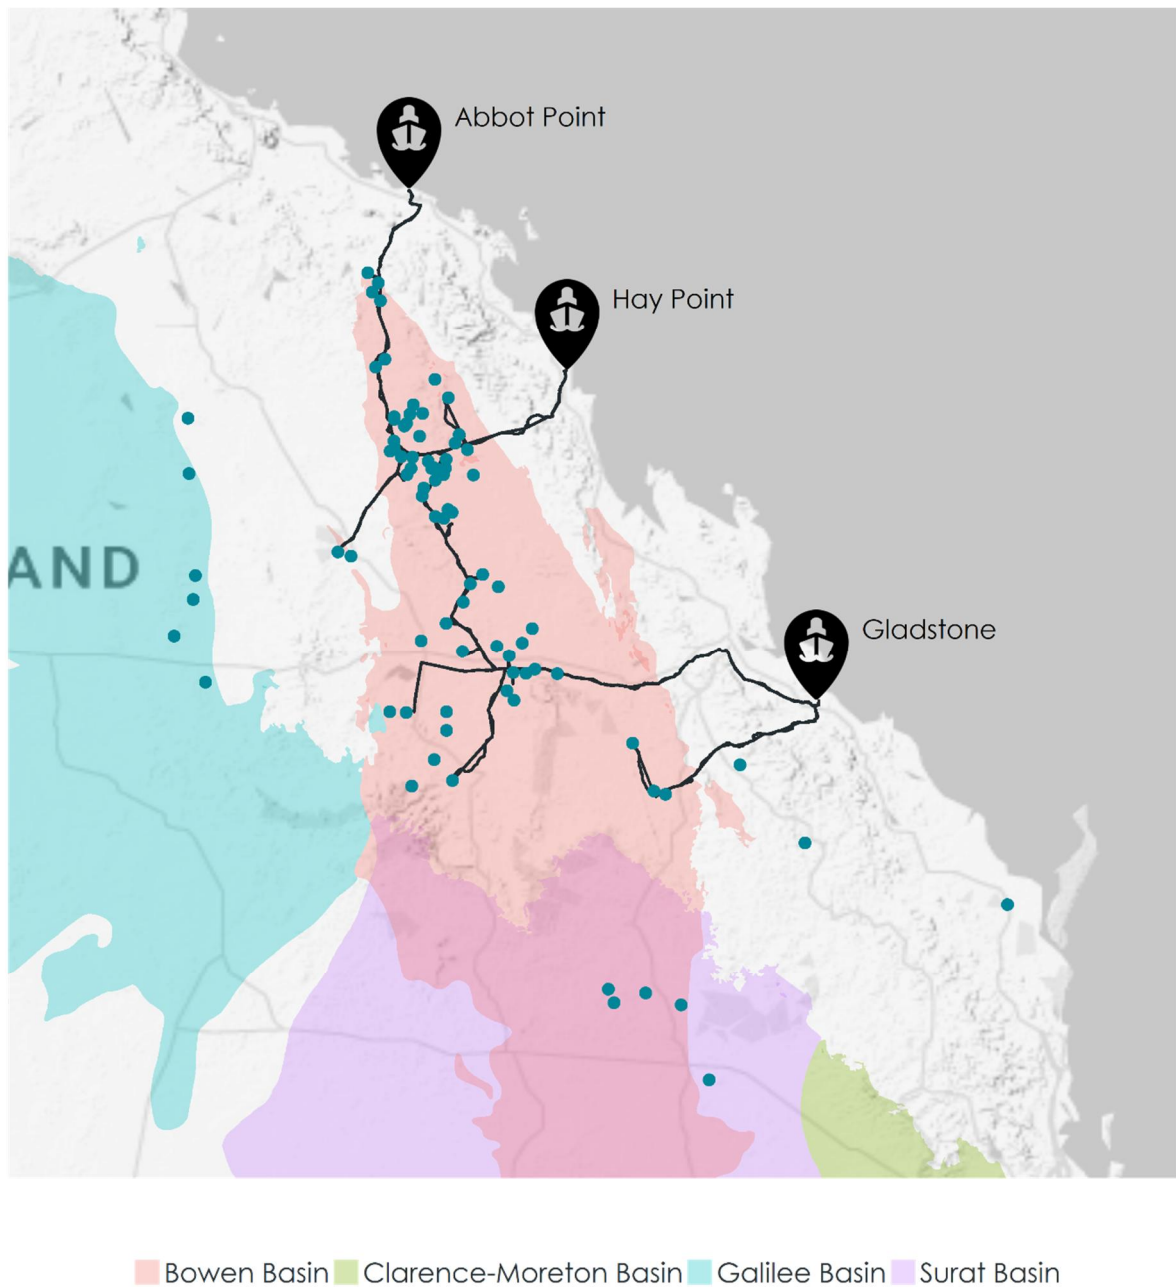 Abbot Point
Hay Point
AND
Gladstone
Bowen Basin Clarence-Moreton Basin Galilee Basin Surat Basin